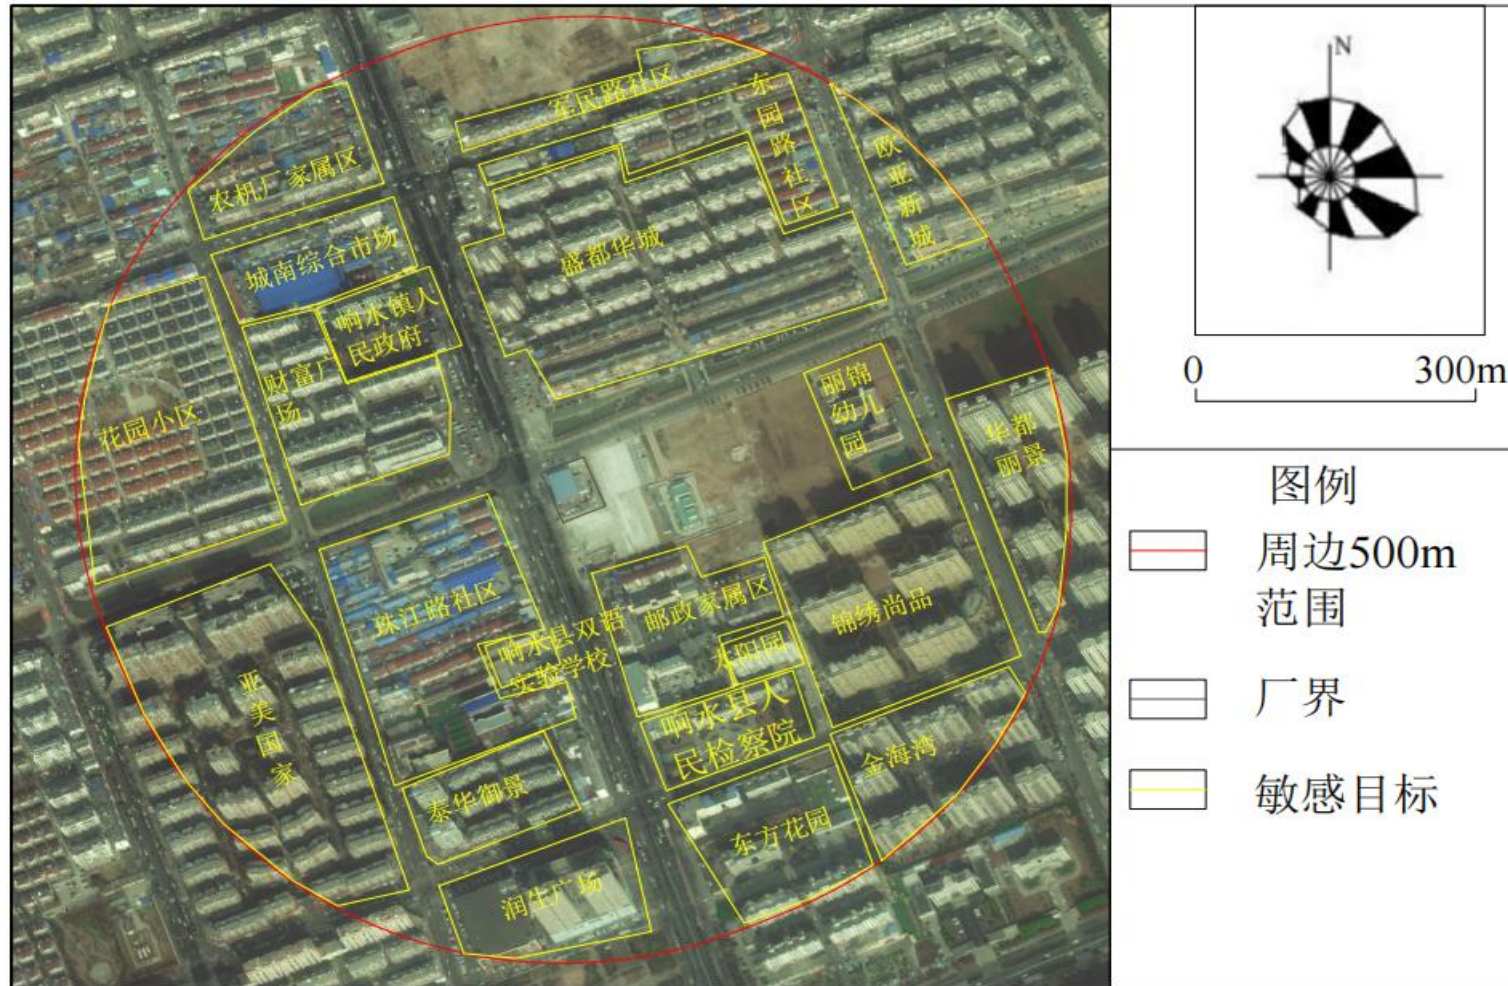 军民路社区
东
园
路
社
区
欧
亚
新
城
农机厂家属区
城南综合市场
盛都华城
响水镇人
民政府
财富广
场
花园小区
丽锦
幼儿
园
华都
丽景
珠江路社区
响水县双语
实验学校
邮政家属区
锦绣尚品
东阳园
响水县人
民检察院
亚
美
国
家
金海湾
泰华御景
东方花园
润生广场
N
0
300m
图例
周边500m
范围
厂界
敏感目标